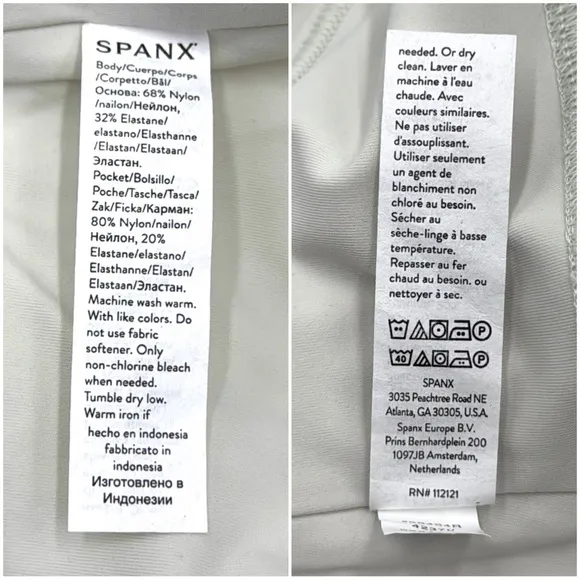 SPANX
Body/Cuerpo/Corps
/Corpetto/Bål/
Основа: 68% Nylon
/nailon/Нейлон,
32% Elastane/
elastano/Elasthanne
/Elastan/Elastaan/
Эластан.
Pocket/Bolsillo/
Poche/Tasche/Tasca/
Zak/Ficka/Карман:
80% Nylon/nailon/
Нейлон, 20%
Elastane/elastano/
Elasthanne/Elastan/
Elastaan/Эластан.
Machine wash warm.
With like colors. Do
not use fabric
softener. Only
non-chlorine bleach
when needed.
Tumble dry low.
Warm iron if
hecho en indonesia
fabbricato in
indonesia
Изготовлено в
Индонезии
needed. Or dry
clean. Laver en
machine à l'eau
chaude. Avec
couleurs similaires.
Ne pas utiliser
d'assouplissant.
Utiliser seulement
un agent de
blanchiment non
chloré au besoin.
Sécher au
sèche-linge à basse
température.
Repasser au fer
chaud au besoin. ou
nettoyer à sec.
P
40 P
SPANX
3035 Peachtree Road NE
Atlanta, GA 30305, U.S.A.
Spanx Europe B.V.
Prins Bernhardplein 200
1097JB Amsterdam,
Netherlands
RN# 112121